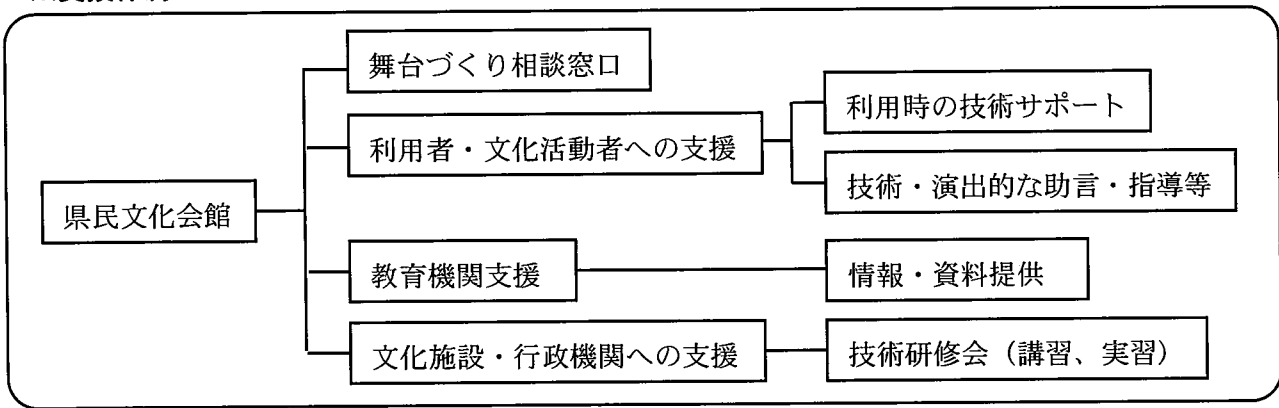 県民文化会館
舞台づくり相談窓口
利用者・文化活動者への支援
利用時の技術サポート
技術・演出的な助言・指導等
教育機関支援
情報・資料提供
文化施設・行政機関への支援
技術研修会（講習、実習）